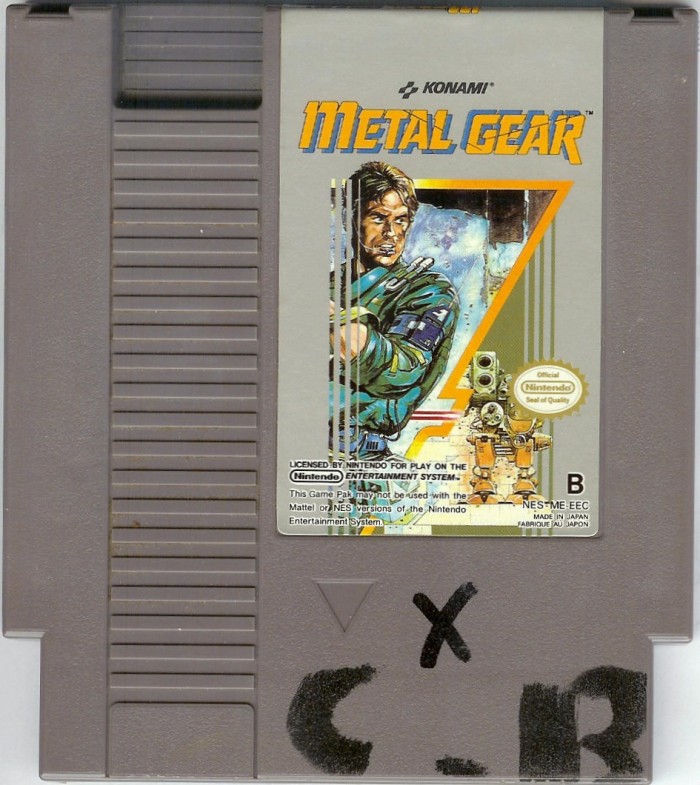 KONAMI®
METAL GEAR™
Official
Nintendo
Seal of Quality
LICENSED BY NINTENDO FOR PLAY ON THE
Nintendo ENTERTAINMENT SYSTEM™
This Game Pak may not be used with the
Mattel or NES versions of the Nintendo
Entertainment System.
B
NES-ME-EEC
MADE IN JAPAN
FABRIQUÉ AU JAPON
X
C_B